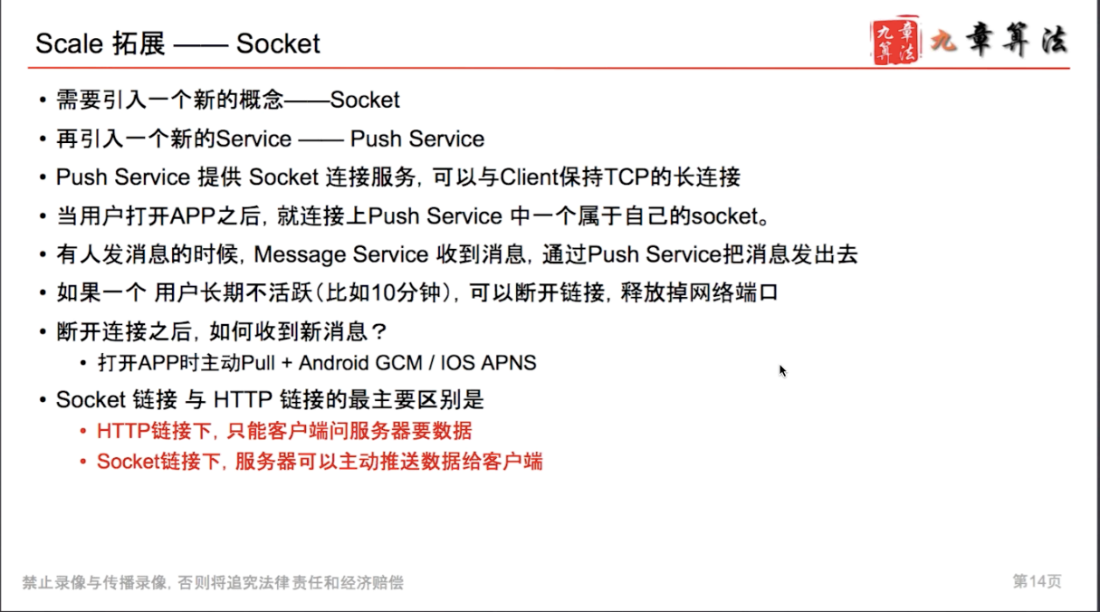 Scale 拓展 —— Socket
九章算法
九章算法
• 需要引入一个新的概念——Socket
• 再引入一个新的Service —— Push Service
• Push Service 提供 Socket 连接服务, 可以与Client保持TCP的长连接
• 当用户打开APP之后, 就连接上Push Service 中一个属于自己的socket。
• 有人发消息的时候, Message Service 收到消息, 通过Push Service把消息发出去
• 如果一个 用户长期不活跃(比如10分钟), 可以断开链接, 释放掉网络端口
• 断开连接之后, 如何收到新消息?
• 打开APP时主动Pull + Android GCM / IOS APNS
• Socket 链接 与 HTTP 链接的最主要区别是
• HTTP链接下, 只能客户端问服务器要数据
• Socket链接下, 服务器可以主动推送数据给客户端
禁止录像与传播录像, 否则将追究法律责任和经济赔偿
第14页